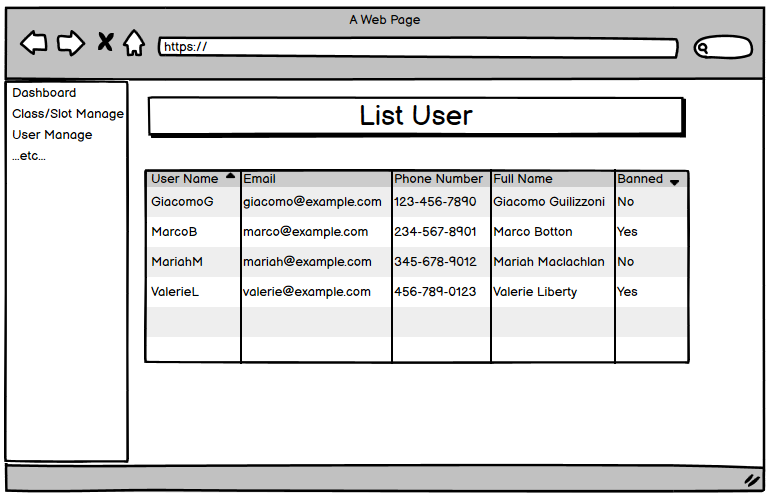 A Web Page
https://
Dashboard
Class/Slot Manage
User Manage
...etc...
List User
User Name Email Phone Number Full Name Banned
GiacomoG giacomo@example.com 123-456-7890 Giacomo Guilizzoni No
MarcoB marco@example.com 234-567-8901 Marco Botton Yes
MariahM mariah@example.com 345-678-9012 Mariah Maclachlan No
ValerieL valerie@example.com 456-789-0123 Valerie Liberty Yes